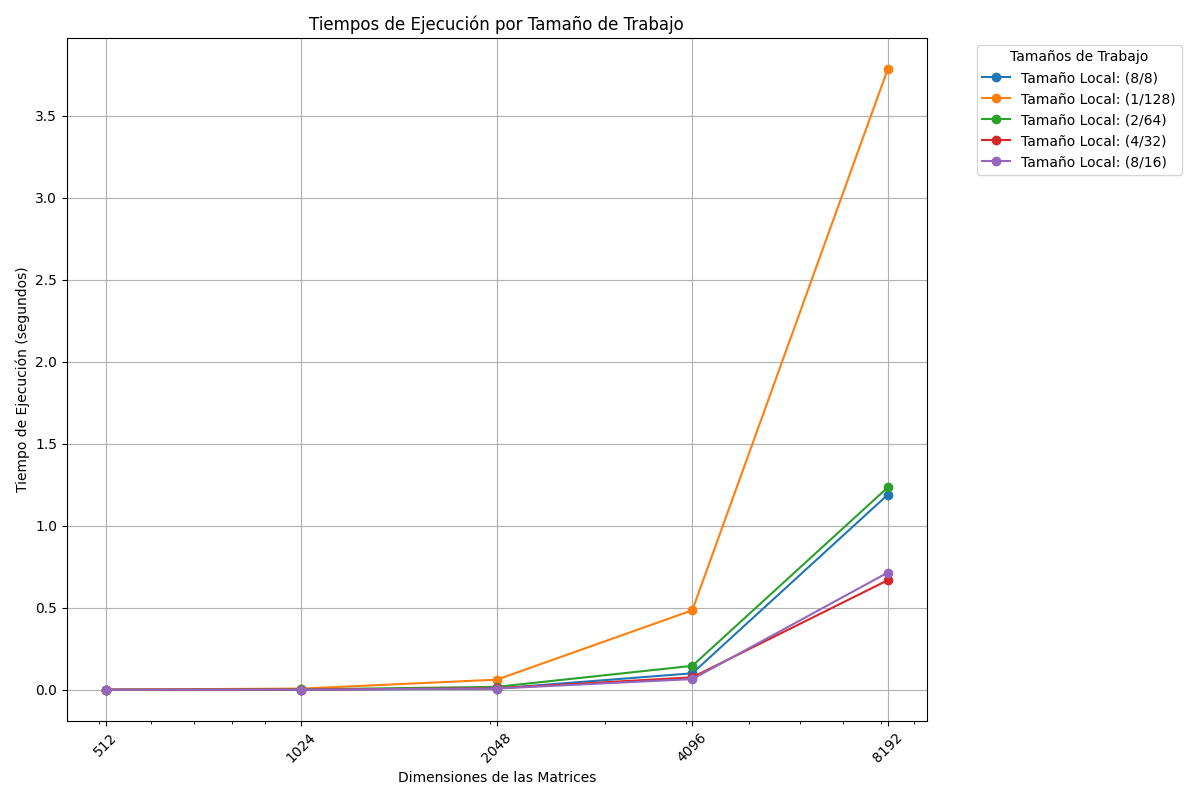 Tiempos de Ejecución por Tamaño de Trabajo
Tiempo de Ejecución (segundos)
3.5
3.0
2.5
2.0
1.5
1.0
0.5
0.0
512
1024
2048
4096
8192
Dimensiones de las Matrices
Tamaños de Trabajo
Tamaño Local: (8/8)
Tamaño Local: (1/128)
Tamaño Local: (2/64)
Tamaño Local: (4/32)
Tamaño Local: (8/16)